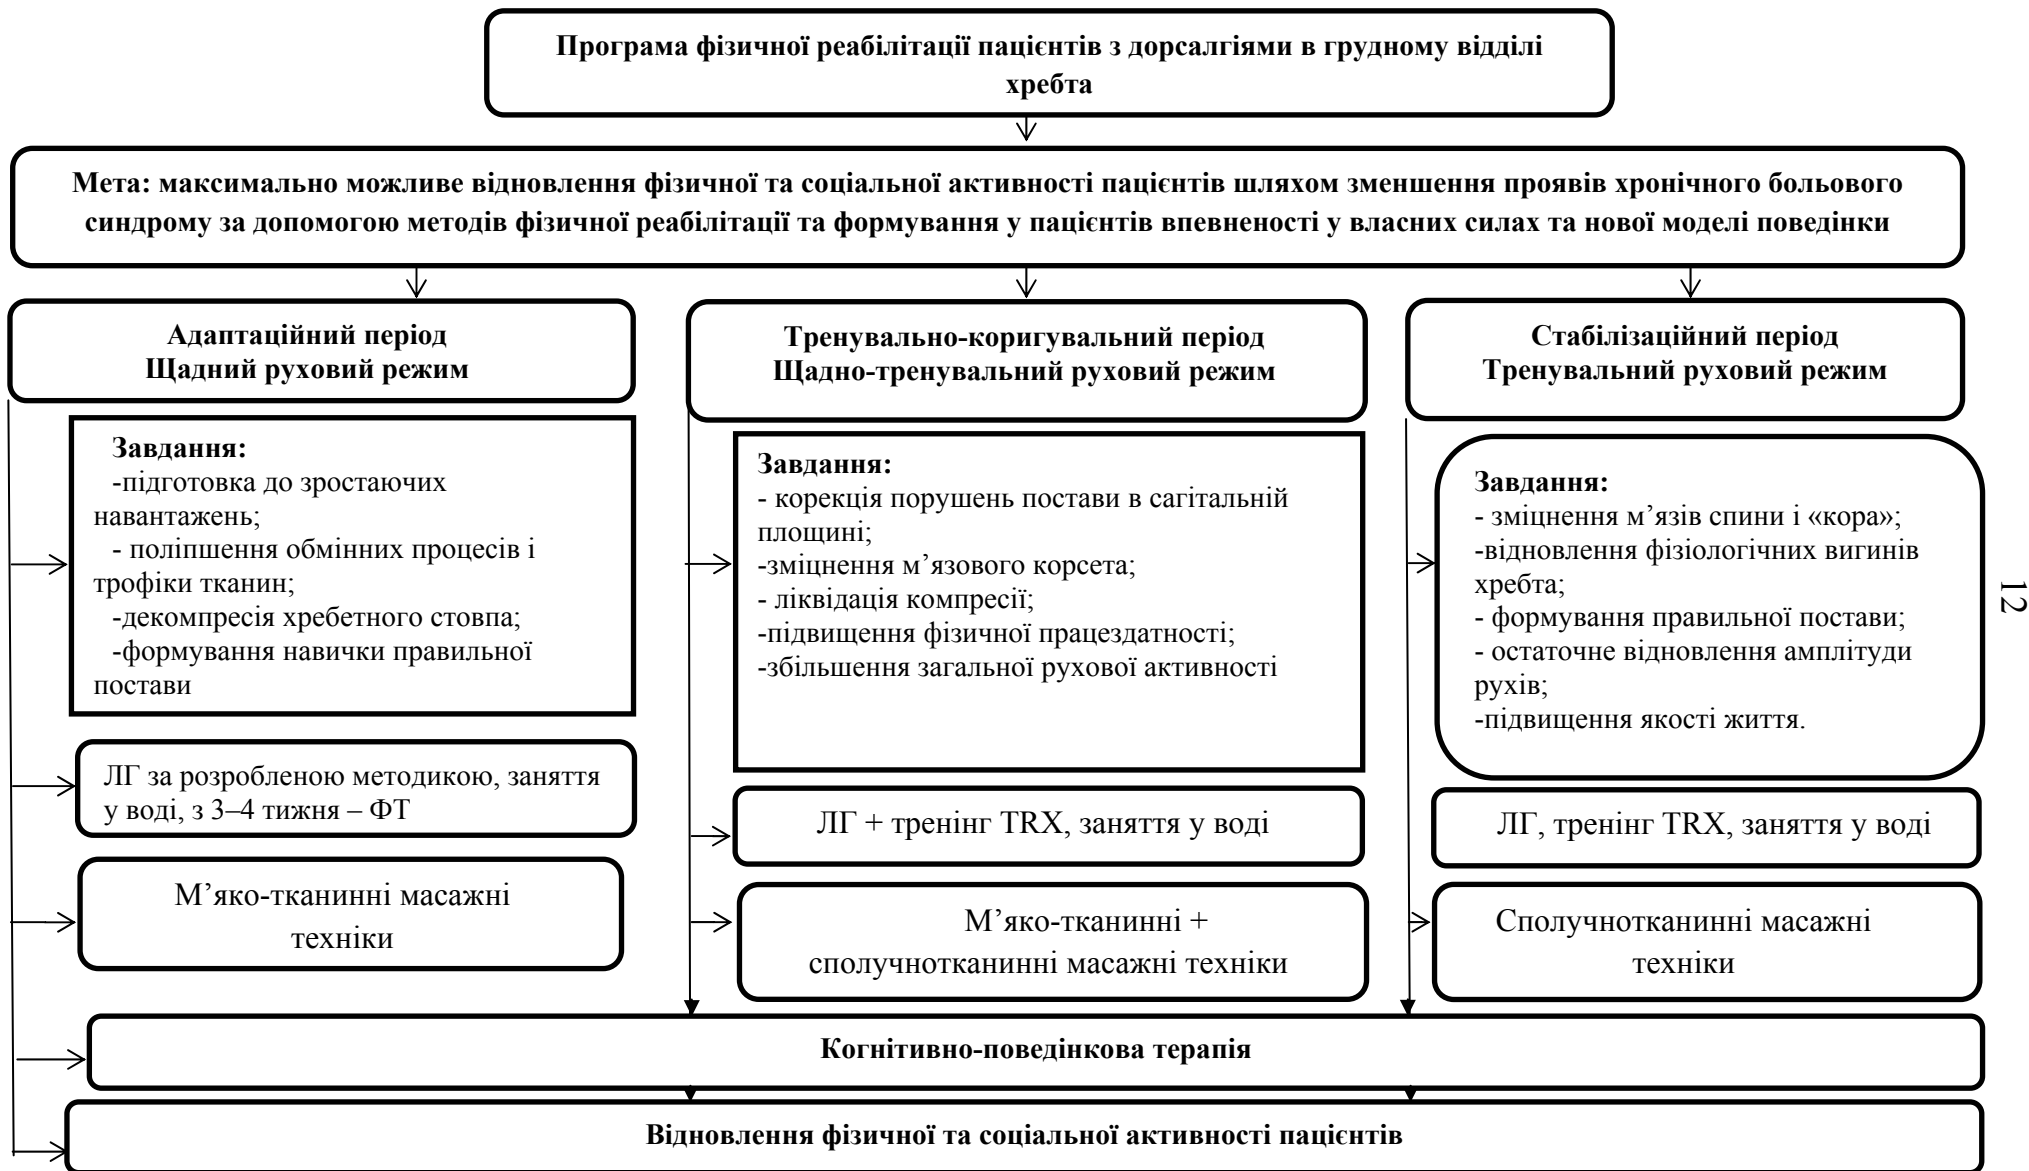 Програма фізичної реабілітації пацієнтів з дорсалгіями в грудному відділі
хребта
Мета: максимально можливе відновлення фізичної та соціальної активності пацієнтів шляхом зменшення проявів хронічного больового
синдрому за допомогою методів фізичної реабілітації та формування у пацієнтів впевненості у власних силах та нової моделі поведінки
Адаптаційний період
Щадний руховий режим
Завдання:
-підготовка до зростаючих
навантажень;
- поліпшення обмінних процесів і
трофіки тканин;
-декомпресія хребетного стовпа;
-формування навички правильної
постави
ЛГ за розробленою методикою, заняття
у воді, з 3–4 тижня – ФТ
М’яко-тканинні масажні
техніки
Тренувально-коригувальний період
Щадно-тренувальний руховий режим
Завдання:
- корекція порушень постави в сагітальній
площині;
-зміцнення м’язового корсета;
- ліквідація компресії;
-підвищення фізичної працездатності;
-збільшення загальної рухової активності
ЛГ + тренінг TRX, заняття у воді
М’яко-тканинні +
сполучнотканинні масажні техніки
Стабілізаційний період
Тренувальний руховий режим
Завдання:
- зміцнення м’язів спини і «кора»;
-відновлення фізіологічних вигинів
хребта;
- формування правильної постави;
- остаточне відновлення амплітуди
рухів;
-підвищення якості життя.
ЛГ, тренінг TRX, заняття у воді
Сполучнотканинні масажні
техніки
Когнітивно-поведінкова терапія
Відновлення фізичної та соціальної активності пацієнтів
12